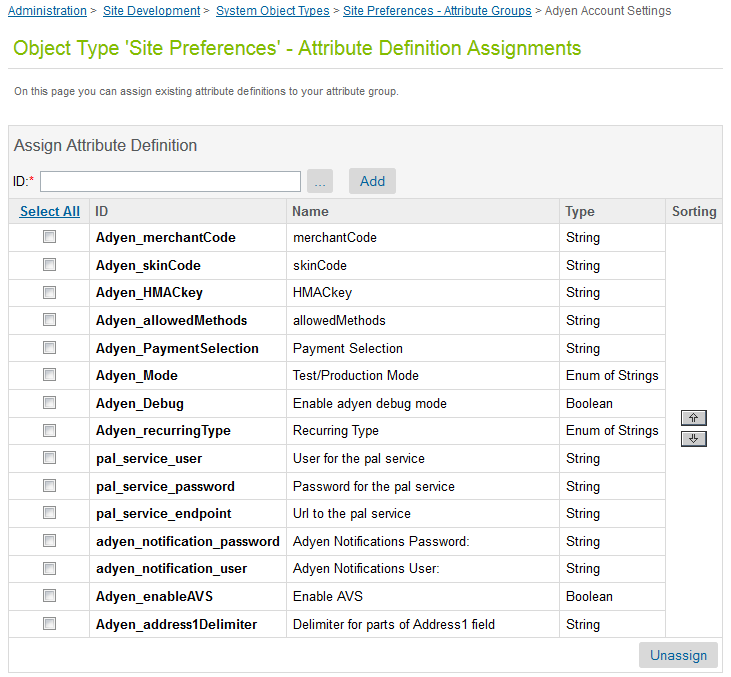 Administration > Site Development > System Object Types > Site Preferences - Attribute Groups > Adyen Account Settings
Object Type 'Site Preferences' - Attribute Definition Assignments
On this page you can assign existing attribute definitions to your attribute group.
Assign Attribute Definition
ID:* ... Add
Select All ID Name Type Sorting
Adyen_merchantCode merchantCode String
Adyen_skinCode skinCode String
Adyen_HMACkey HMACkey String
Adyen_allowedMethods allowedMethods String
Adyen_PaymentSelection Payment Selection String
Adyen_Mode Test/Production Mode Enum of Strings
Adyen_Debug Enable adyen debug mode Boolean
Adyen_recurringType Recurring Type Enum of Strings
pal_service_user User for the pal service String
pal_service_password Password for the pal service String
pal_service_endpoint Url to the pal service String
adyen_notification_password Adyen Notifications Password: String
adyen_notification_user Adyen Notifications User: String
Adyen_enableAVS Enable AVS Boolean
Adyen_address1Delimiter Delimiter for parts of Address1 field String
Unassign